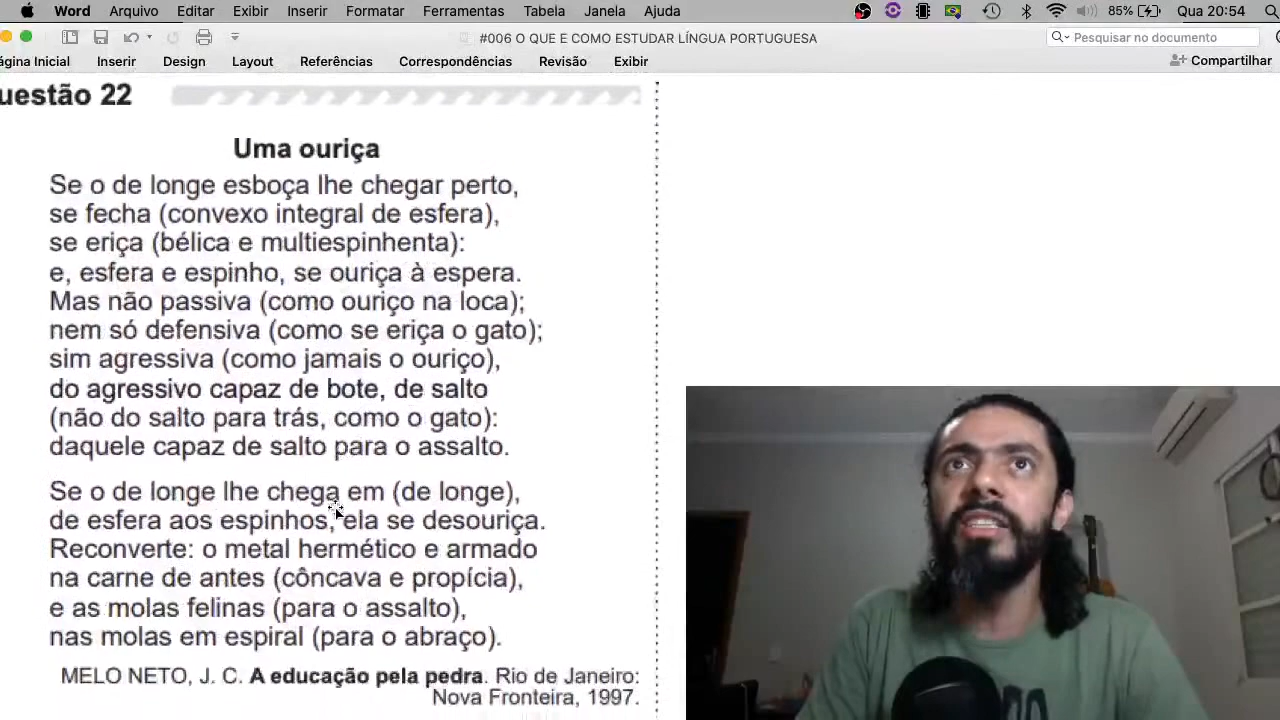 Word Arquivo Editar Exibir Inserir Formatar Ferramentas Tabela Janela Ajuda 85% Qua 20:54
#006 O QUE E COMO ESTUDAR LÍNGUA PORTUGUESA Pesquisar no documento
ágina Inicial Inserir Design Layout Referências Correspondências Revisão Exibir Compartilhar
uestão 22
Uma ouriça
Se o de longe esboça lhe chegar perto,
se fecha (convexo integral de esfera),
se eriça (bélica e multiespinhenta):
e, esfera e espinho, se ouriça à espera.
Mas não passiva (como ouriço na loca);
nem só defensiva (como se eriça o gato);
sim agressiva (como jamais o ouriço),
do agressivo capaz de bote, de salto
(não do salto para trás, como o gato):
daquele capaz de salto para o assalto.
Se o de longe lhe chega em (de longe),
de esfera aos espinhos, ela se desouriça.
Reconverte: o metal hermético e armado
na carne de antes (côncava e propícia),
e as molas felinas (para o assalto),
nas molas em espiral (para o abraço).
MELO NETO, J. C. A educação pela pedra. Rio de Janeiro:
Nova Fronteira, 1997.